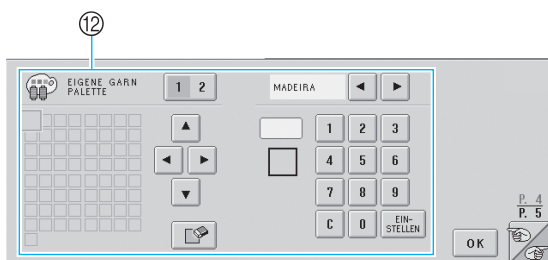 ⑫
EIGENE GARN
PALETTE
1 2
MADEIRA
1 2 3
4 5 6
7 8 9
C 0 EIN-
STELLEN
P. 4
P. 5
OK